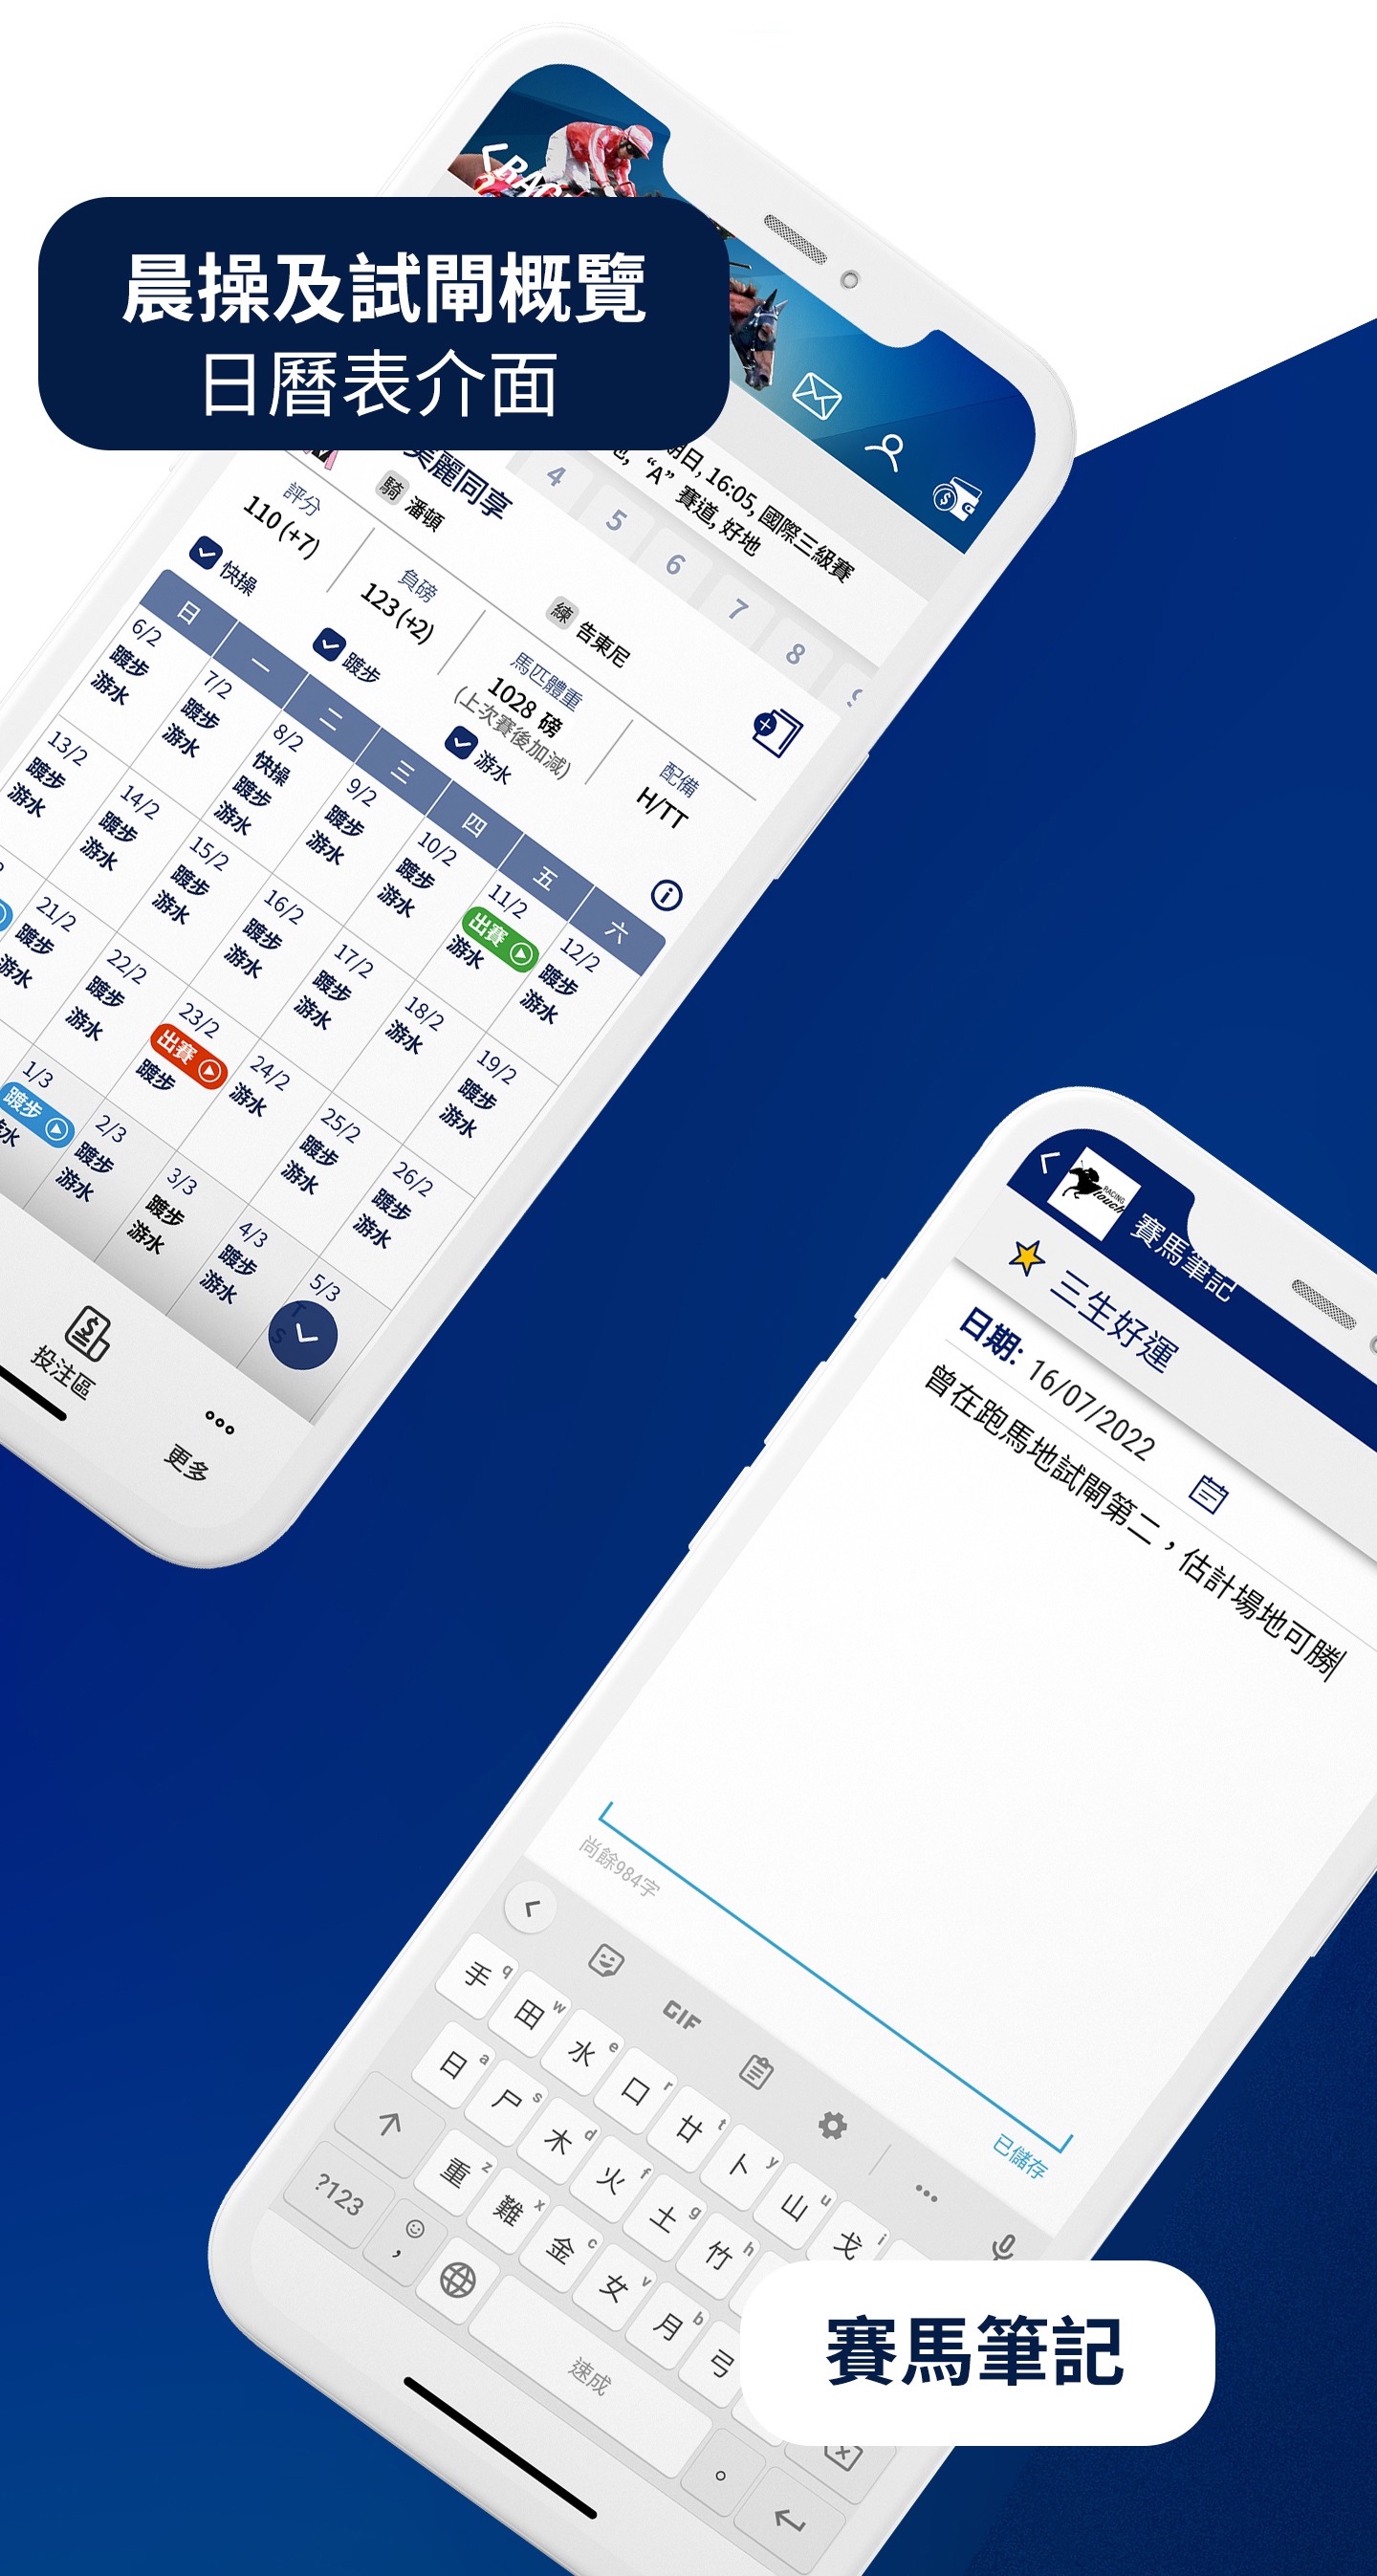 晨操及試閘概覽
日曆表介面
16:05, 國際三級賽
“A” 賽道, 好地
4 5 6 7 8
美麗同享
騎 潘頓
練 告東尼
評分
110 (+7)
負磅
123 (+2)
馬匹體重
1028 磅
(上次賽後加減)
配備
H/TT
快操
踱步
游水
日 一 二 三 四 五 六
6/2 踱步 游水
7/2 踱步 游水
8/2 快操 踱步 游水
9/2 踱步 游水
10/2 踱步 游水
11/2 出賽 游水
12/2 踱步 游水
13/2 踱步 游水
14/2 踱步 游水
15/2 踱步 游水
16/2 踱步 游水
17/2 踱步 游水
18/2 游水
19/2 踱步 游水
21/2 踱步 游水
22/2 踱步 游水
23/2 出賽 踱步
24/2 游水
25/2 踱步 游水
26/2 踱步 游水
1/3 踱步
2/3 踱步 游水
3/3 踱步 游水
4/3 踱步 游水
5/3
投注區
更多
RACING touch
賽馬筆記
三生好運
日期: 16/07/2022
曾在跑馬地試閘第二，估計場地可勝
尚餘984字
已儲存
GIF
手 q 田 w 水 e 口 r 廿 t 卜 y 山 u 戈 i
日 a 尸 s 木 d 火 f 土 g 竹 h
重 z 難 x 金 c 女 v 月 b 弓
?123 , 速成 。
賽馬筆記